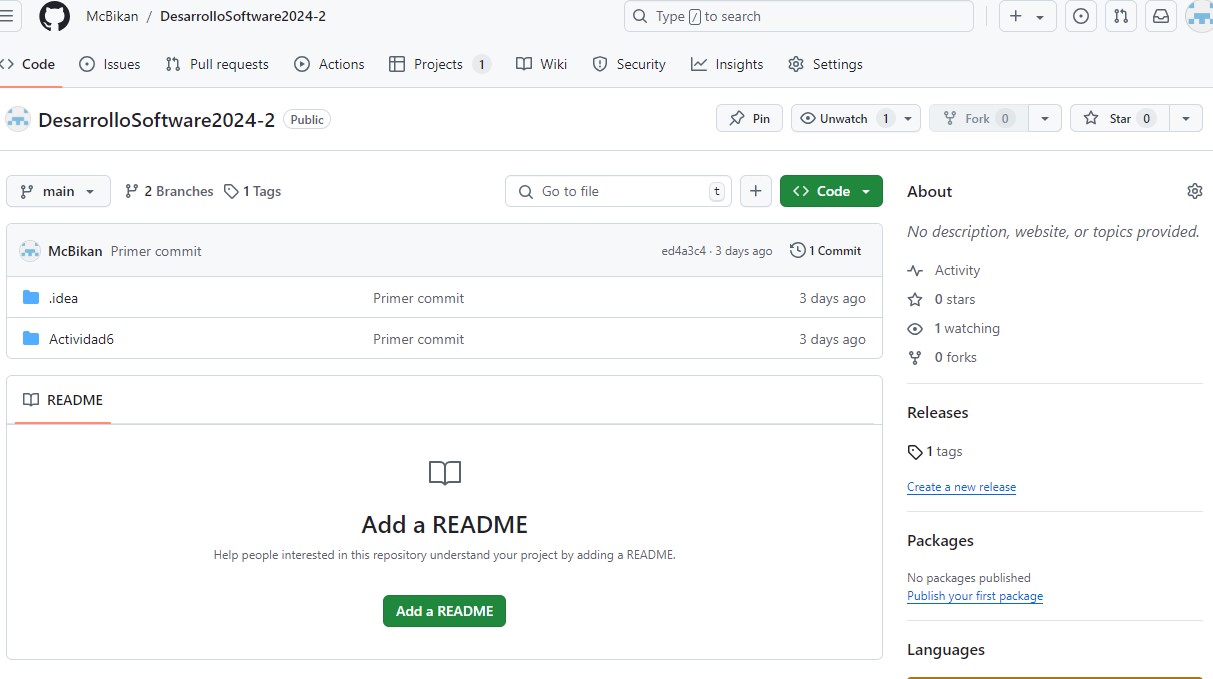 McBikan / DesarrolloSoftware2024-2
Type / to search
Code
Issues
Pull requests
Actions
Projects 1
Wiki
Security
Insights
Settings
DesarrolloSoftware2024-2 Public
Pin
Unwatch 1
Fork 0
Star 0
main
2 Branches
1 Tags
Go to file t
Code
McBikan Primer commit
ed4a3c4 · 3 days ago
1 Commit
.idea Primer commit 3 days ago
Actividad6 Primer commit 3 days ago
README
Add a README
Help people interested in this repository understand your project by adding a README.
Add a README
About
No description, website, or topics provided.
Activity
0 stars
1 watching
0 forks
Releases
1 tags
Create a new release
Packages
No packages published
Publish your first package
Languages